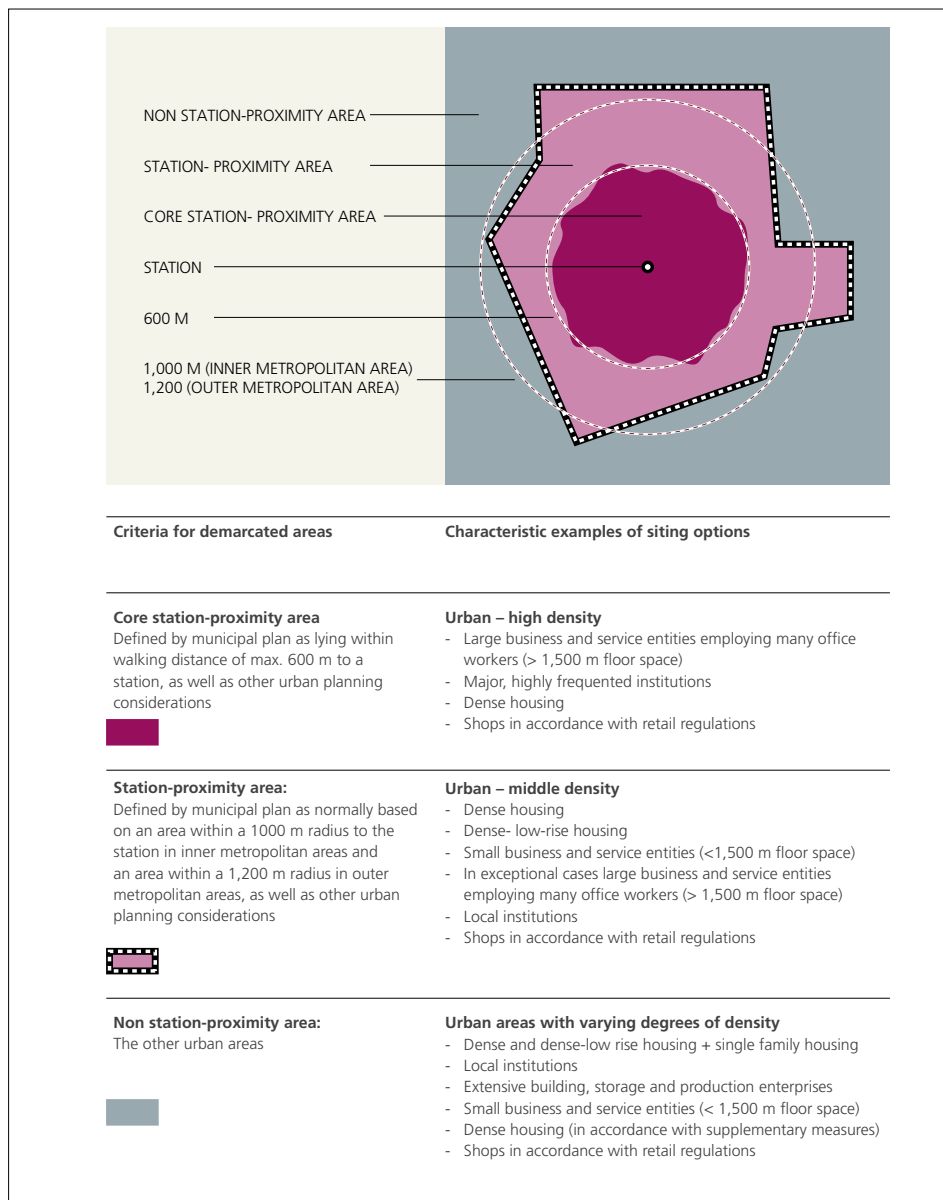 NON STATION-PROXIMITY AREA
STATION- PROXIMITY AREA
CORE STATION- PROXIMITY AREA
STATION
600 M
1,000 M (INNER METROPOLITAN AREA)
1,200 (OUTER METROPOLITAN AREA)
Criteria for demarcated areas
Characteristic examples of siting options
Core station-proximity area
Defined by municipal plan as lying within
walking distance of max. 600 m to a
station, as well as other urban planning
considerations
Urban – high density
- Large business and service entities employing many office
workers (> 1,500 m floor space)
- Major, highly frequented institutions
- Dense housing
- Shops in accordance with retail regulations
Station-proximity area:
Defined by municipal plan as normally based
on an area within a 1000 m radius to the
station in inner metropolitan areas and
an area within a 1,200 m radius in outer
metropolitan areas, as well as other urban
planning considerations
Urban – middle density
- Dense housing
- Dense- low-rise housing
- Small business and service entities (<1,500 m floor space)
- In exceptional cases large business and service entities
employing many office workers (> 1,500 m floor space)
- Local institutions
- Shops in accordance with retail regulations
Non station-proximity area:
The other urban areas
Urban areas with varying degrees of density
- Dense and dense-low rise housing + single family housing
- Local institutions
- Extensive building, storage and production enterprises
- Small business and service entities (< 1,500 m floor space)
- Dense housing (in accordance with supplementary measures)
- Shops in accordance with retail regulations